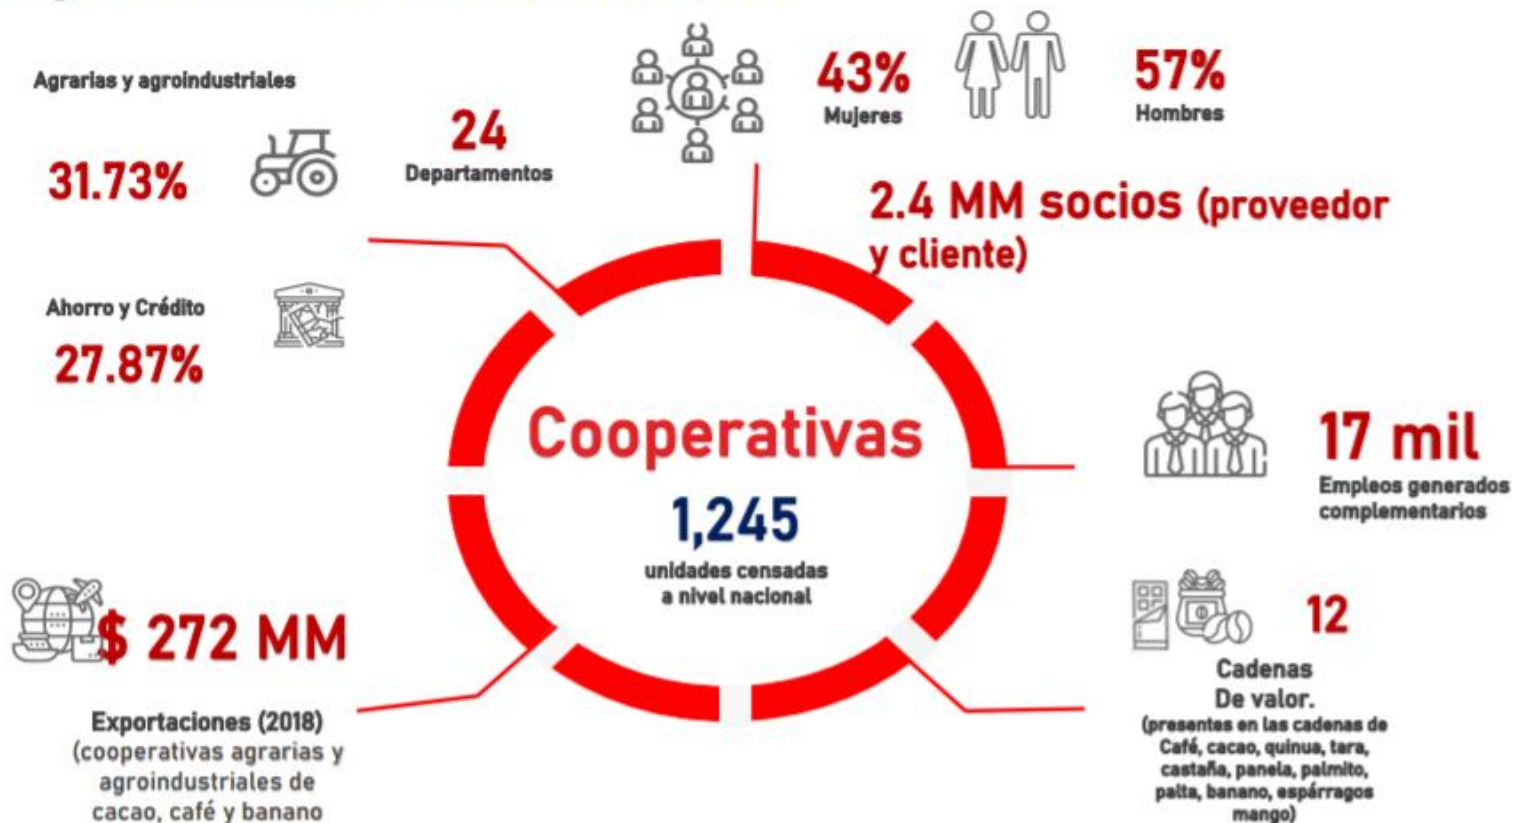 Agrarias y agroindustriales
31.73%
24
Departamentos
43%
Mujeres
57%
Hombres
2.4 MM socios (proveedor
y cliente)
Ahorro y Crédito
27.87%
Cooperativas
1,245
unidades censadas
a nivel nacional
17 mil
Empleos generados
complementarios
$ 272 MM
Exportaciones (2018)
(cooperativas agrarias y
agroindustriales de
cacao, café y banano
12
Cadenas
De valor.
(presentes en las cadenas de
Café, cacao, quinua, tara,
castaña, panela, palmito,
palta, banano, espárragos
mango)